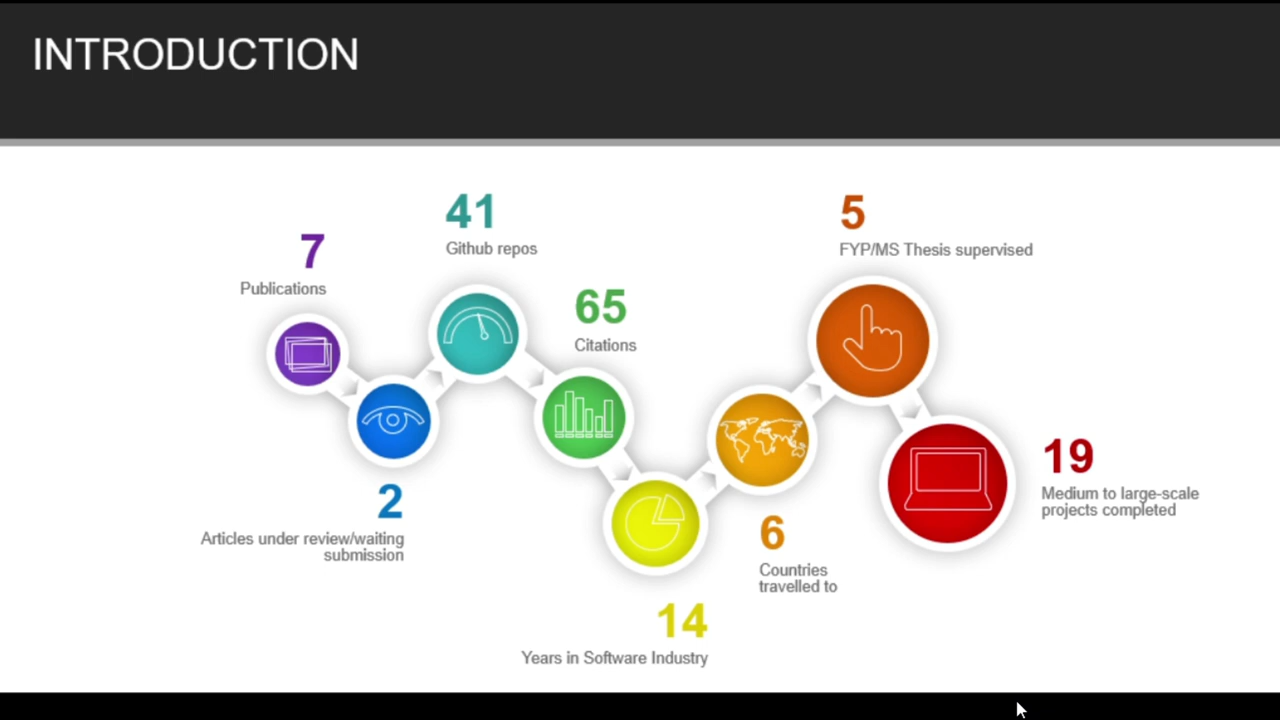 INTRODUCTION
7
Publications
2
Articles under review/waiting
submission
41
Github repos
65
Citations
14
Years in Software Industry
6
Countries
travelled to
5
FYP/MS Thesis supervised
19
Medium to large-scale
projects completed